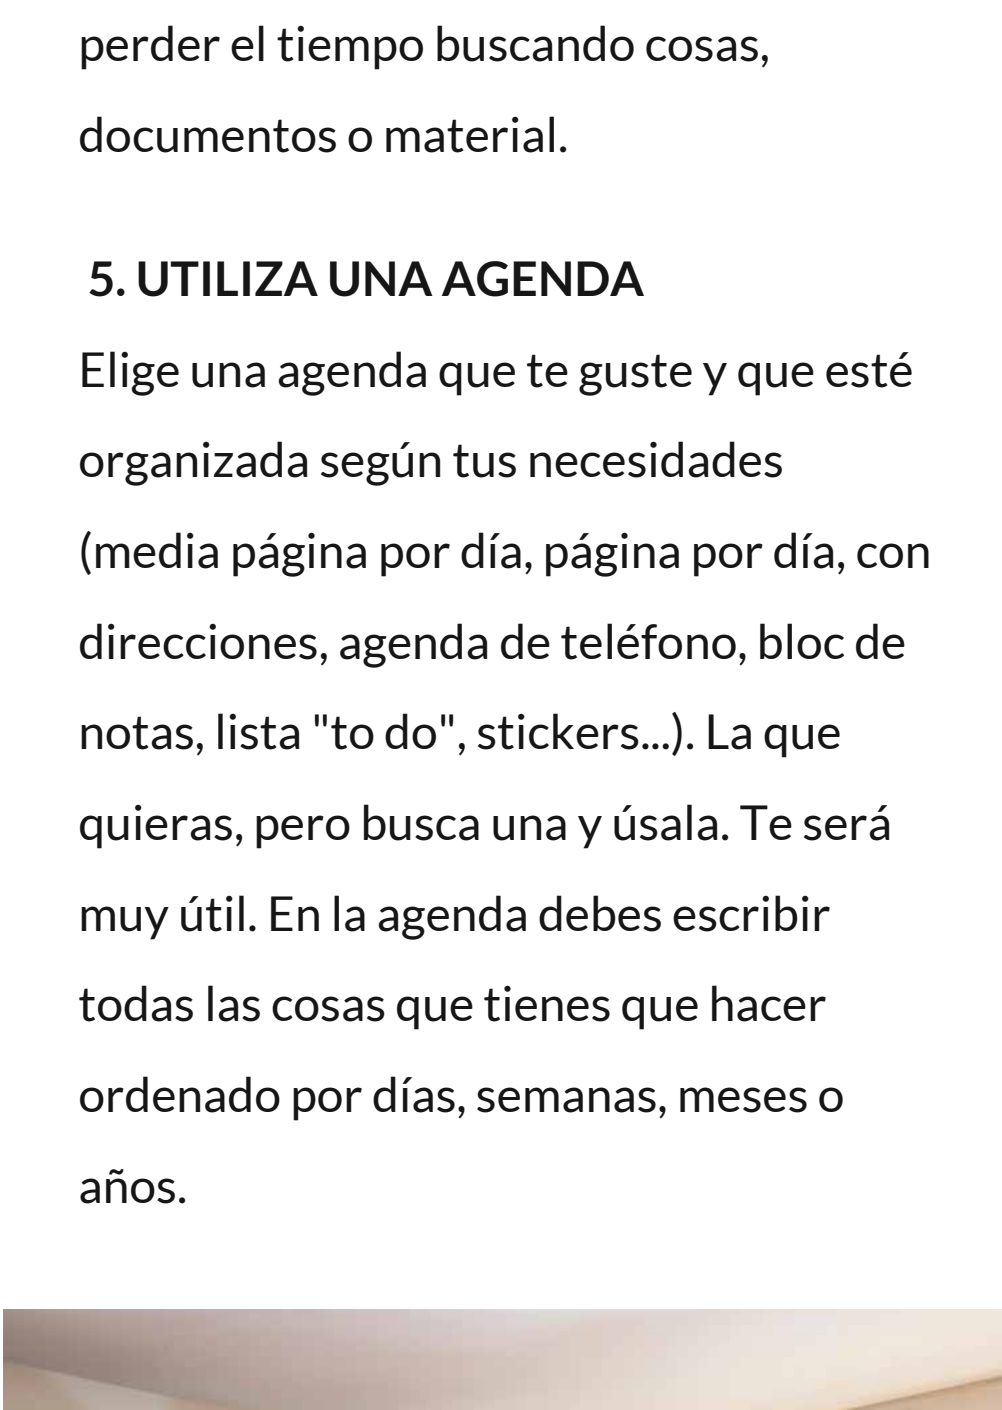 perder el tiempo buscando cosas,
documentos o material.
5. UTILIZA UNA AGENDA
Elige una agenda que te guste y que esté
organizada según tus necesidades
(media página por día, página por día, con
direcciones, agenda de teléfono, bloc de
notas, lista "to do", stickers...). La que
quieras, pero busca una y úsala. Te será
muy útil. En la agenda debes escribir
todas las cosas que tienes que hacer
ordenado por días, semanas, meses o
años.